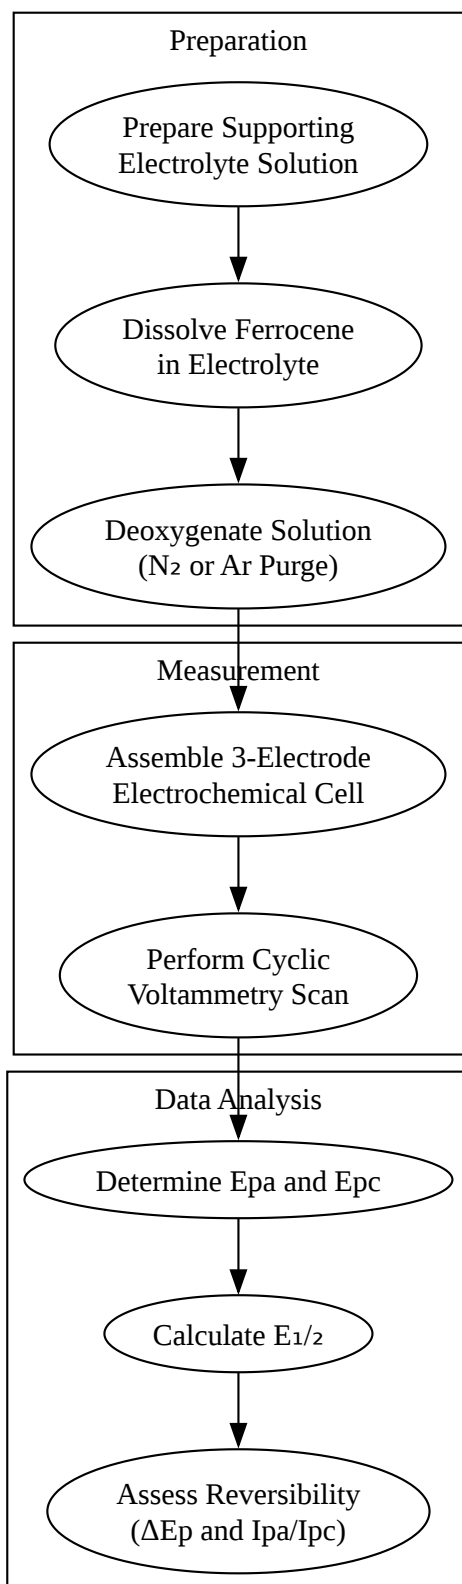 Preparation
Prepare Supporting
Electrolyte Solution
Dissolve Ferrocene
in Electrolyte
Deoxygenate Solution
(N₂ or Ar Purge)
Measurement
Assemble 3-Electrode
Electrochemical Cell
Perform Cyclic
Voltammetry Scan
Data Analysis
Determine Epa and Epc
Calculate E₁/₂
Assess Reversibility
(ΔEp and Ipa/Ipc)